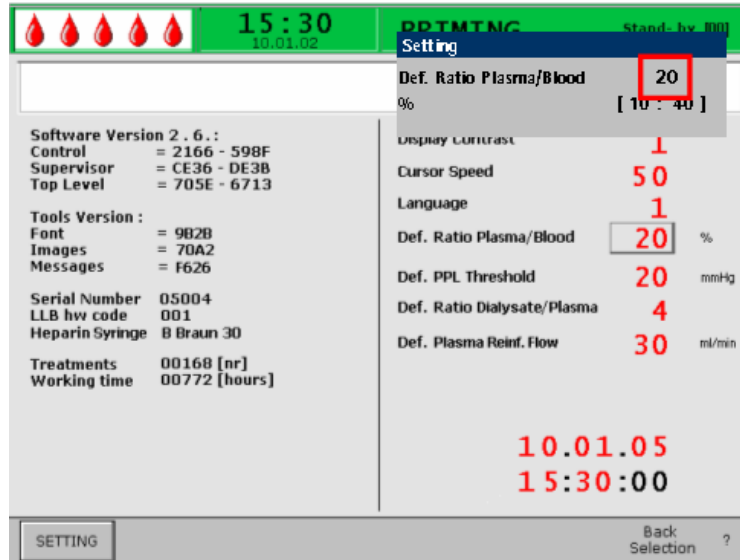 15:30
10.01.02
PRIMING
Stand-by [00]
Setting
Def. Ratio Plasma/Blood 20
% [ 10 : 40 ]
Software Version 2.6.:
Control = 2166 - 598F
Supervisor = CE36 - DE3B
Top Level = 705E - 6713
Tools Version :
Font = 9B2B
Images = 70A2
Messages = F626
Serial Number 05004
LLB hw code 001
Heparin Syringe B Braun 30
Treatments 00168 [nr]
Working time 00772 [hours]
Display Contrast 1
Cursor Speed 50
Language 1
Def. Ratio Plasma/Blood 20 %
Def. PPL Threshold 20 mmHg
Def. Ratio Dialysate/Plasma 4
Def. Plasma Reinf. Flow 30 ml/min
10.01.05
15:30:00
SETTING
Back
Selection ?